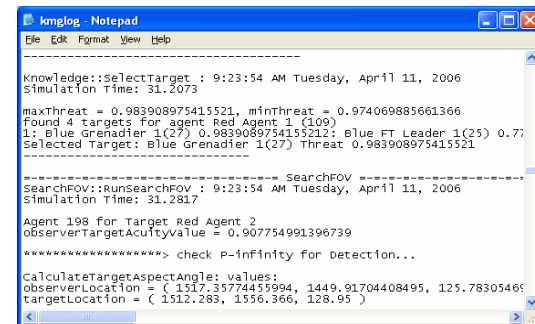 kmglog - Notepad
File Edit Format View Help
----------------------------------------
Knowledge::SelectTarget : 9:23:54 AM Tuesday, April 11, 2006
Simulation Time: 31.2073
maxThreat = 0.983908975415521, minThreat = 0.974069885661366
found 4 targets for agent Red Agent 1 (109)
1: Blue Grenadier 1(27) 0.9839089754155212: Blue FT Leader 1(25) 0.77
Selected Target: Blue Grenadier 1(27) Threat 0.983908975415521
---------------------------------
=-=-=-=-=-=-=-=-=-=-=-=-=-=-=-=-= SearchFOV =-=-=-=-=-=-=-=-=-=-=-=
SearchFOV::RunSearchFOV : 9:23:54 AM Tuesday, April 11, 2006
Simulation Time: 31.2817
Agent 198 for Target Red Agent 2
observerTargetAcuityValue = 0.907754991396739
*******************> check P-infinity for Detection...
CalculateTargetAspectAngle: values:
observerLocation = ( 1517.35774455994, 1449.91704408495, 125.78305469
targetLocation = ( 1512.283, 1556.366, 128.95 )